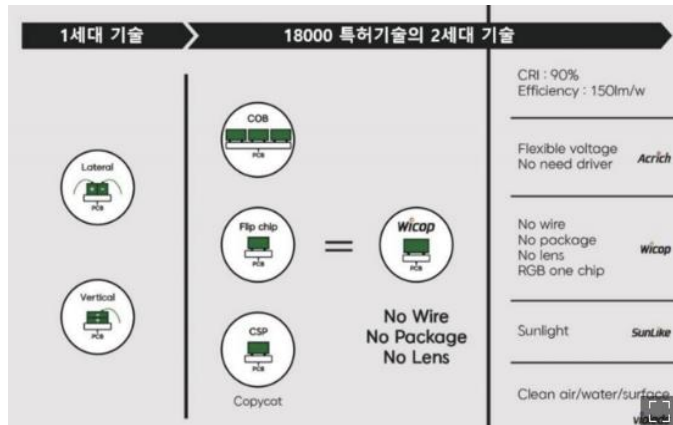 1세대 기술
18000 특허기술의 2세대 기술
Lateral
PCB
Vertical
PCB
COB
PCB
Flip chip
PCB
=
Wicop
PCB
CSP
PCB
Copycat
No Wire
No Package
No Lens
CRI : 90%
Efficiency : 150lm/w
Flexible voltage
No need driver
Acrich
No wire
No package
No lens
RGB one chip
Wicop
Sunlight
SunLike
Clean air/water/surface